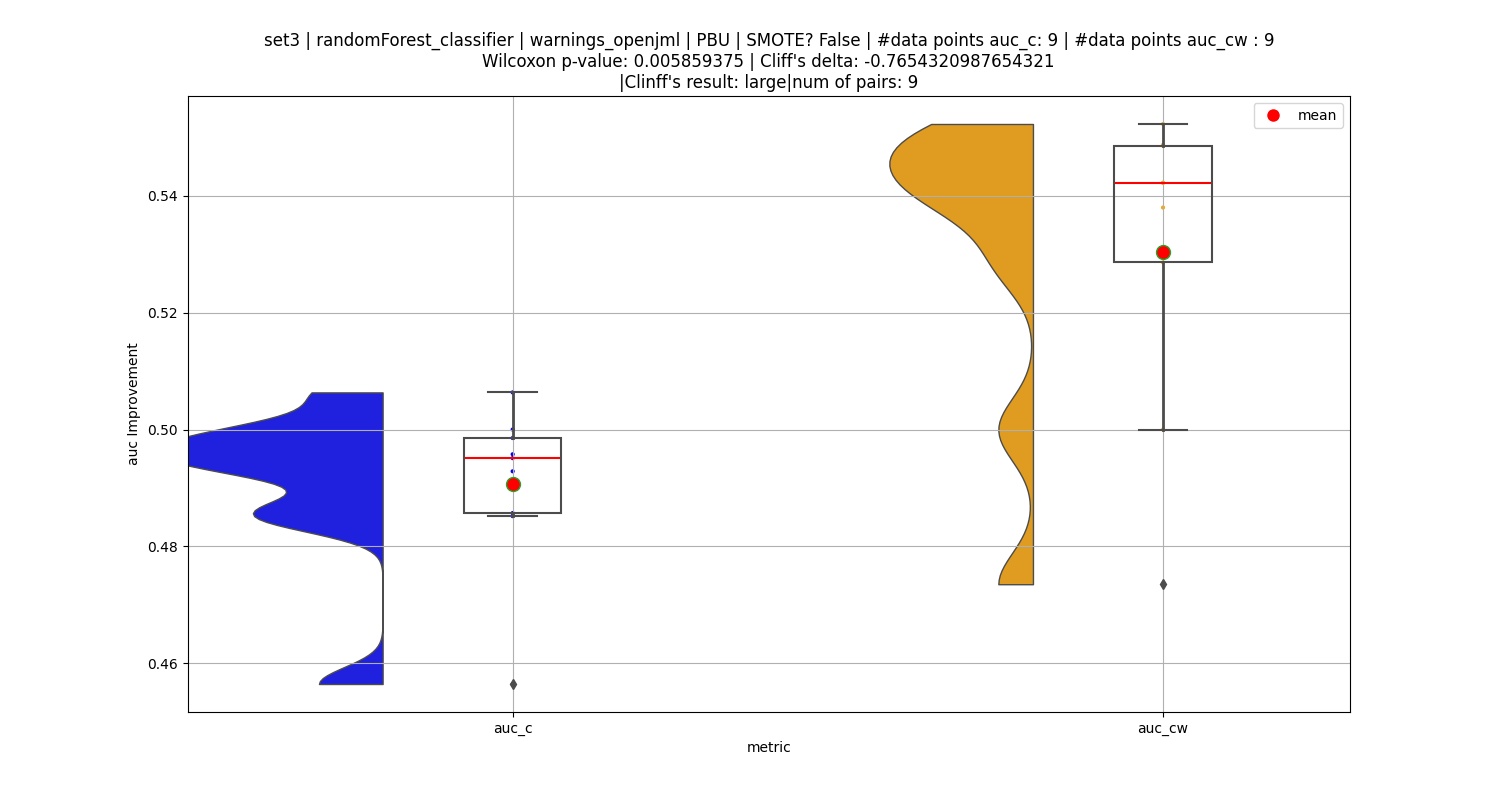 set3 | randomForest_classifier | warnings_openjml | PBU | SMOTE? False | #data points auc_c: 9 | #data points auc_cw : 9
Wilcoxon p-value: 0.005859375 | Cliff's delta: -0.7654320987654321
|Clinff's result: large|num of pairs: 9
mean
0.54
0.52
0.50
0.48
0.46
auc Improvement
auc_c
auc_cw
metric